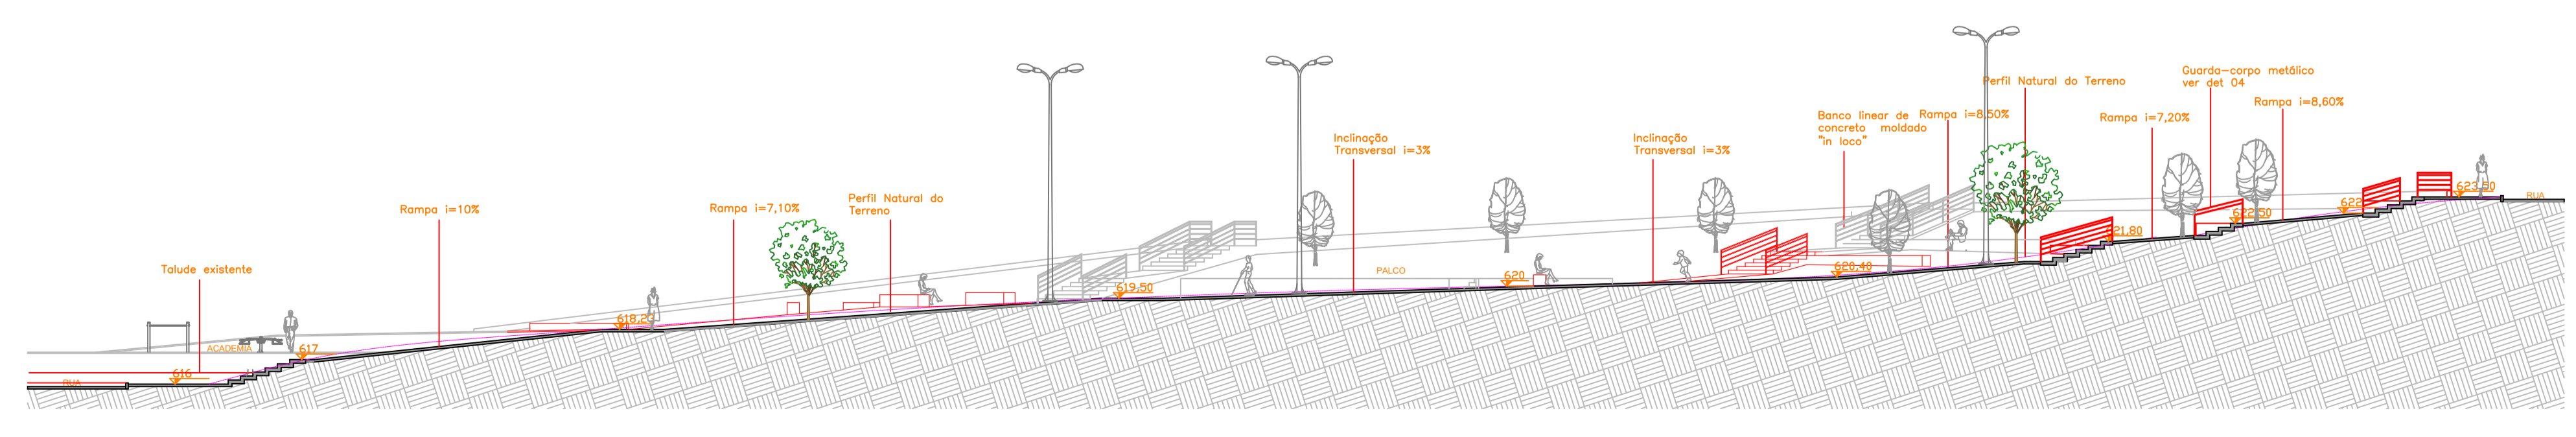 Talude existente
RUA
616
ACADEMIA
617
Rampa i=10%
618,23
Rampa i=7,10%
Perfil Natural do
Terreno
619,50
Inclinação
Transversal i=3%
PALCO
620
Inclinação
Transversal i=3%
Banco linear de
concreto moldado
"in loco"
620,40
Rampa i=8,50%
Perfil Natural do Terreno
21,80
Rampa i=7,20%
Guarda-corpo metálico
ver det 04
622,50
Rampa i=8,60%
622
623,50
RUA